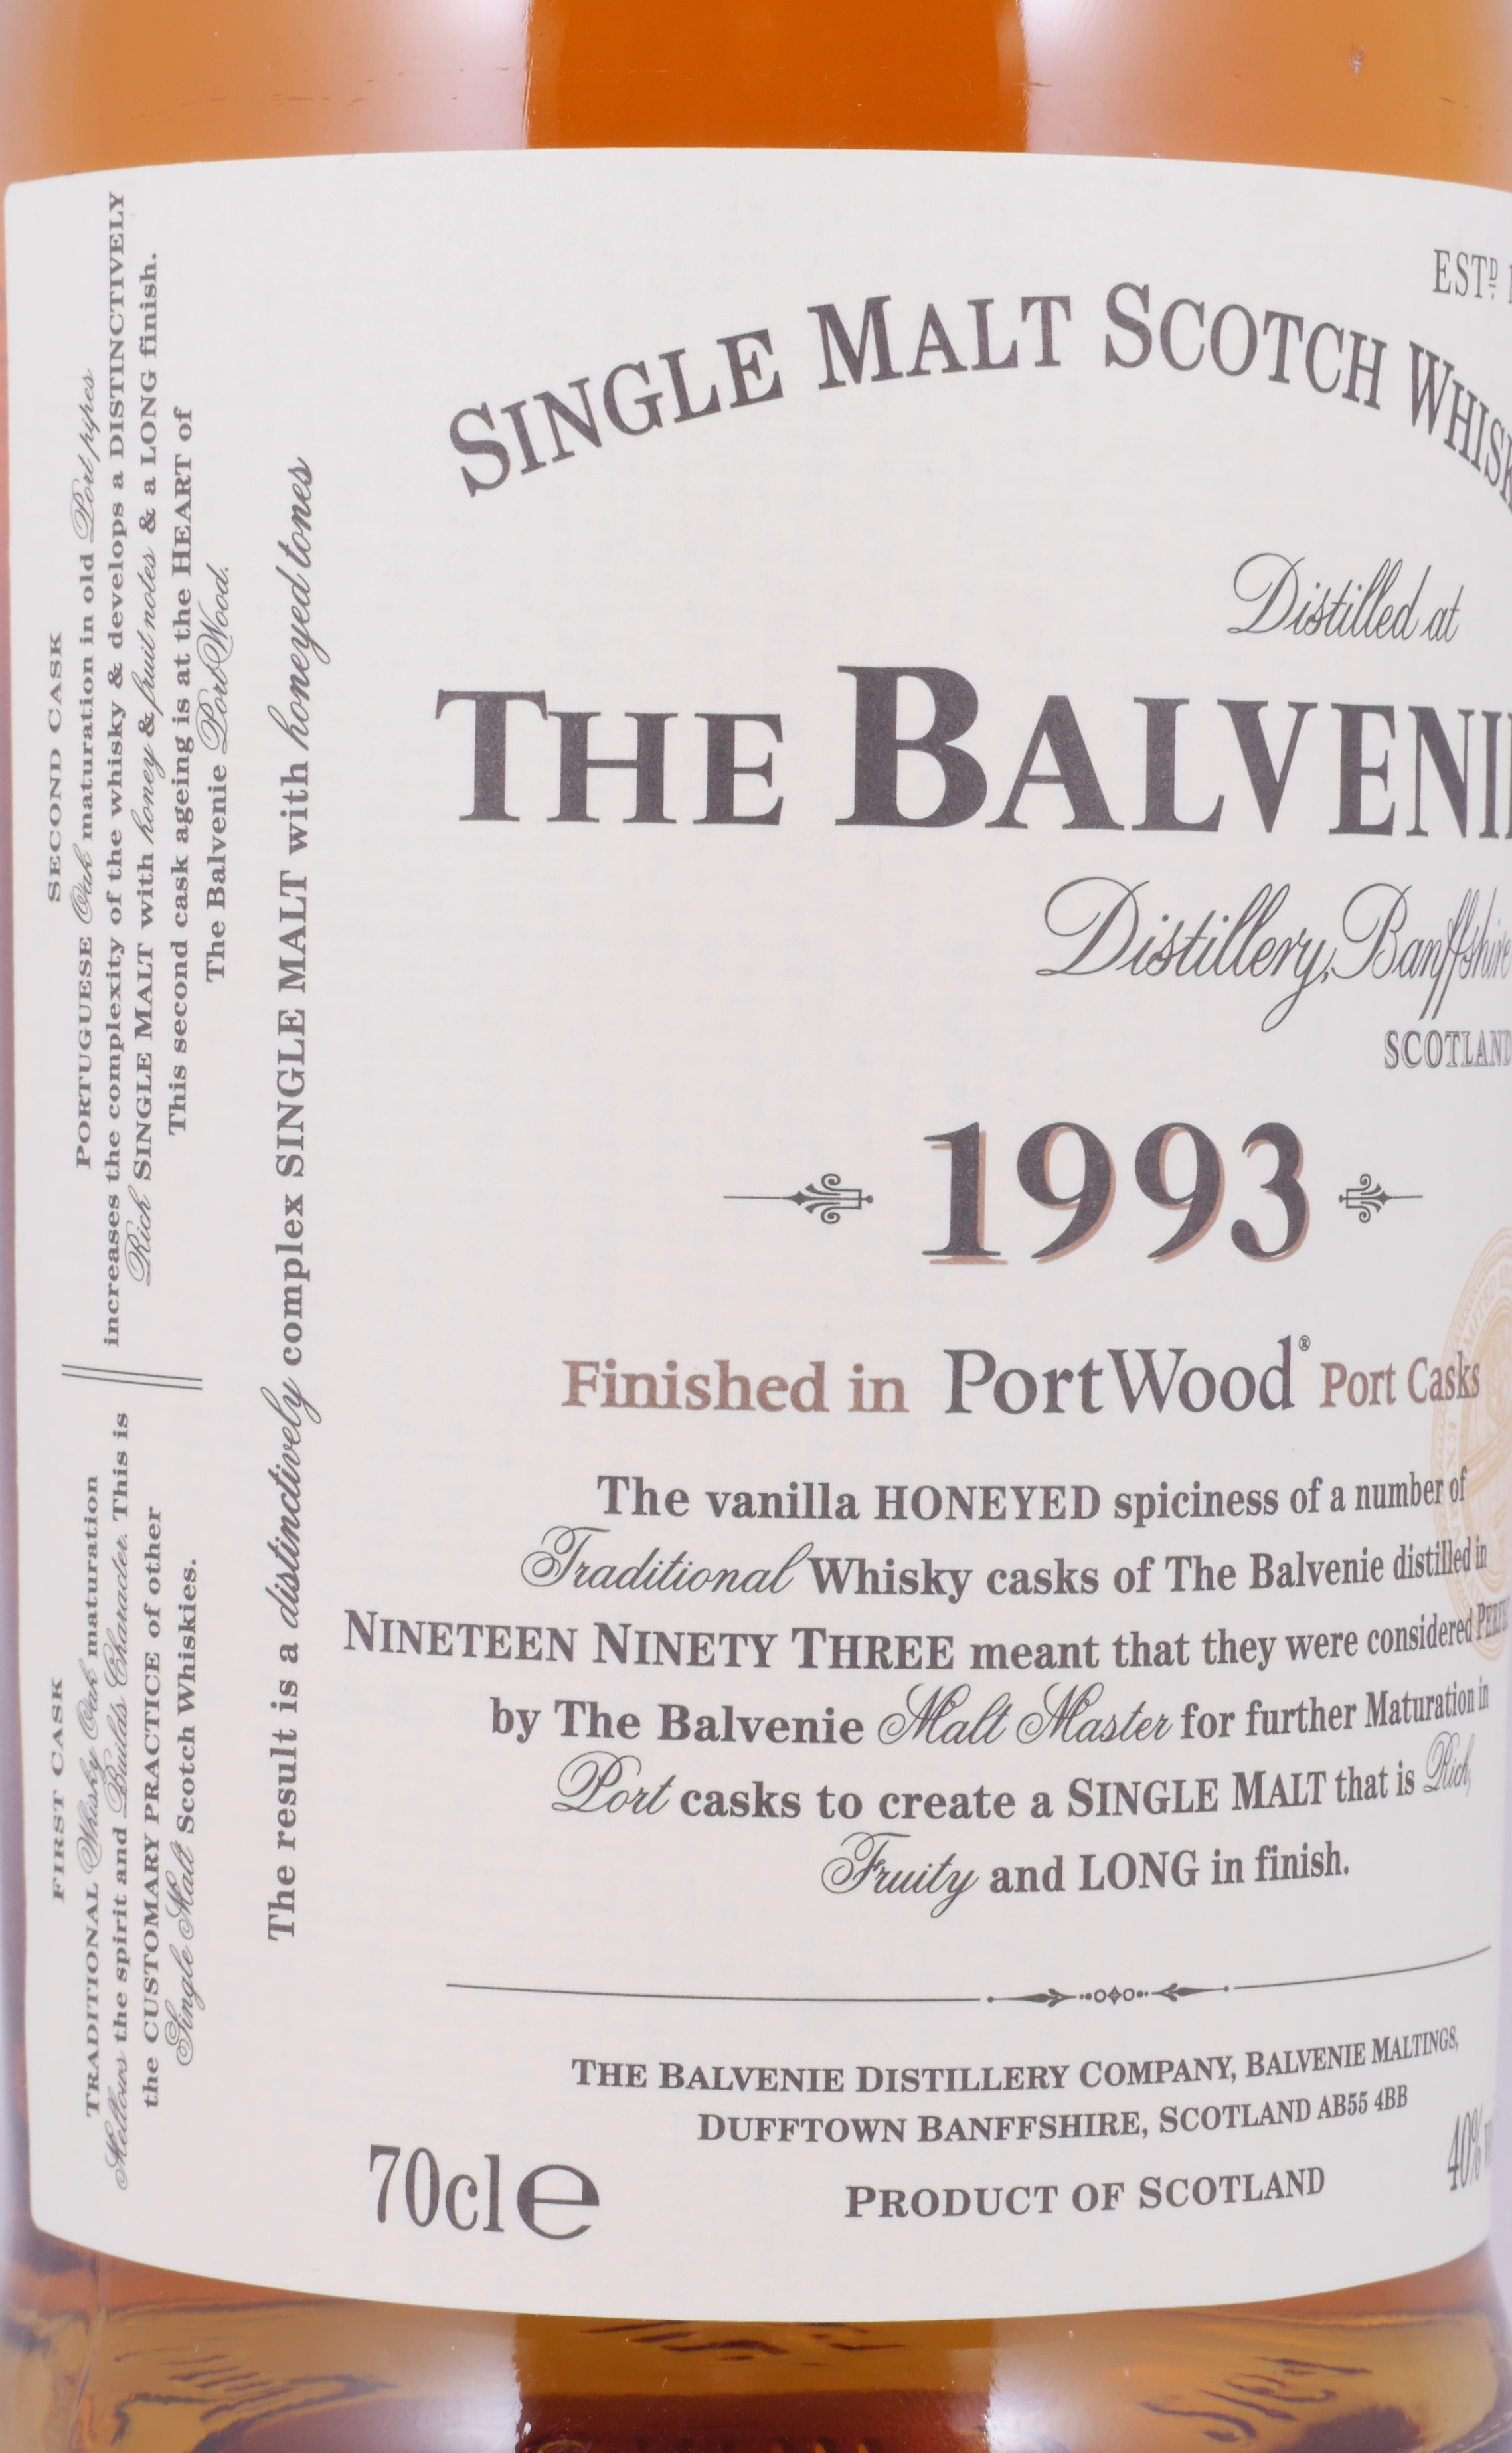 SECOND CASK
PORTUGUESE Oak maturation in old Port pipes
increases the complexity of the whisky & develops a DISTINCTIVELY
Rich SINGLE MALT with honey & fruit notes & a LONG finish.
This second cask ageing is at the HEART of
The Balvenie PortWood.
FIRST CASK
TRADITIONAL Whisky Oak maturation
Mellows the spirit and Builds Character. This is
the CUSTOMARY PRACTICE of other
Single Malt Scotch Whiskies.
The result is a distinctively complex SINGLE MALT with honeyed tones
ESTD
SINGLE MALT SCOTCH WHISK
Distilled at
THE BALVENI
Distillery, Banffshire
SCOTLAND
1993
Finished in PortWood® Port Casks
The vanilla HONEYED spiciness of a number of
Traditional Whisky casks of The Balvenie distilled in
NINETEEN NINETY THREE meant that they were considered
by The Balvenie Malt Master for further Maturation in
Port casks to create a SINGLE MALT that is Rich,
Fruity and LONG in finish.
THE BALVENIE DISTILLERY COMPANY, BALVENIE MALTINGS,
DUFFTOWN BANFFSHIRE, SCOTLAND AB55 4BB
70cl e
PRODUCT OF SCOTLAND
40%